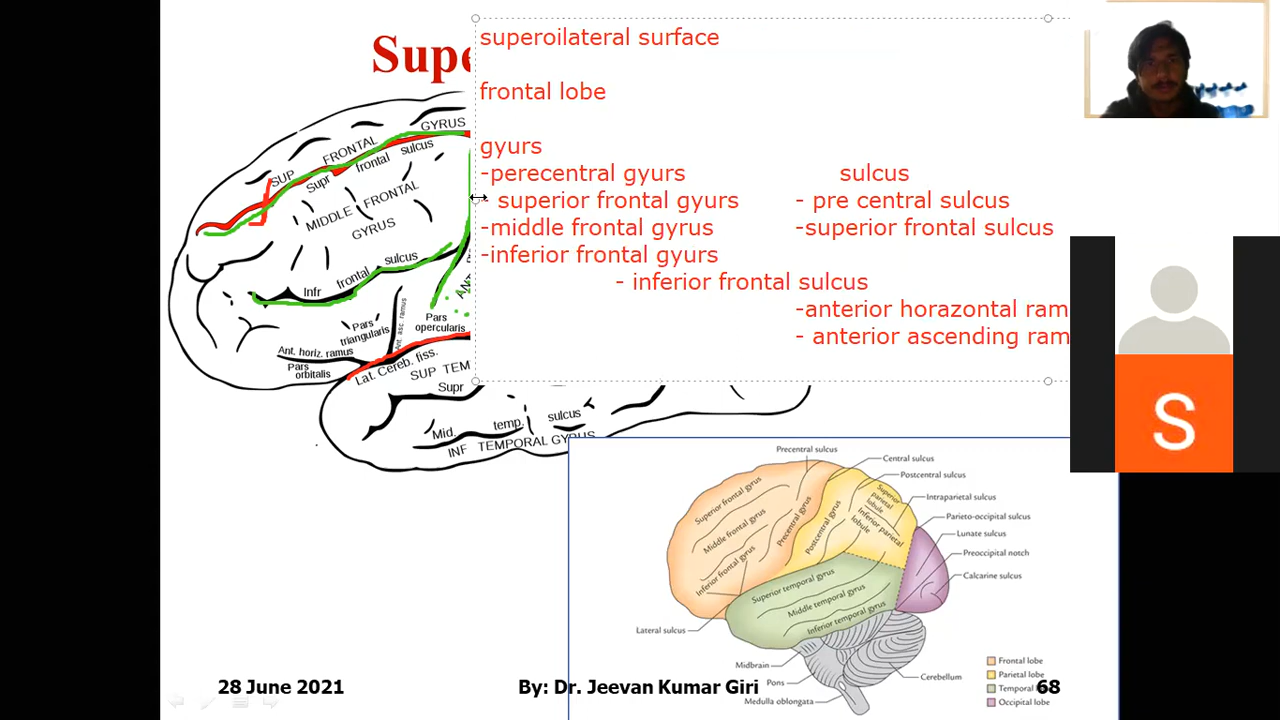 Supe
superoilateral surface
frontal lobe
gyurs
-perecentral gyurs sulcus
- superior frontal gyurs - pre central sulcus
-middle frontal gyrus -superior frontal sulcus
-inferior frontal gyurs
- inferior frontal sulcus
-anterior horazontal ram
- anterior ascending ram
SUP FRONTAL GYRUS
Supr frontal sulcus
MIDDLE FRONTAL
GYRUS
Infr frontal sulcus
Pars
triangularis
Ant. asc. ramus
Pars
opercularis
AN
Ant. horiz. ramus
Pars
orbitalis
Lat. Cereb. fiss.
SUP TEM
Supr
Mid. temp. sulcus
INF TEMPORAL GYRUS
S
Precentral sulcus
Central sulcus
Postcentral sulcus
Intraparietal sulcus
Parieto-occipital sulcus
Lunate sulcus
Preoccipital notch
Calcarine sulcus
Superior frontal gyrus
Middle frontal gyrus
Inferior frontal gyrus
Precentral gyrus
Postcentral gyrus
Superior
parietal
lobule
Inferior parietal
lobule
Superior temporal gyrus
Middle temporal gyrus
Inferior temporal gyrus
Lateral sulcus
Midbrain
Pons
Medulla oblongata
Cerebellum
Frontal lobe
Parietal lobe
Temporal
Occipital lobe
28 June 2021 By: Dr. Jeevan Kumar Giri 68